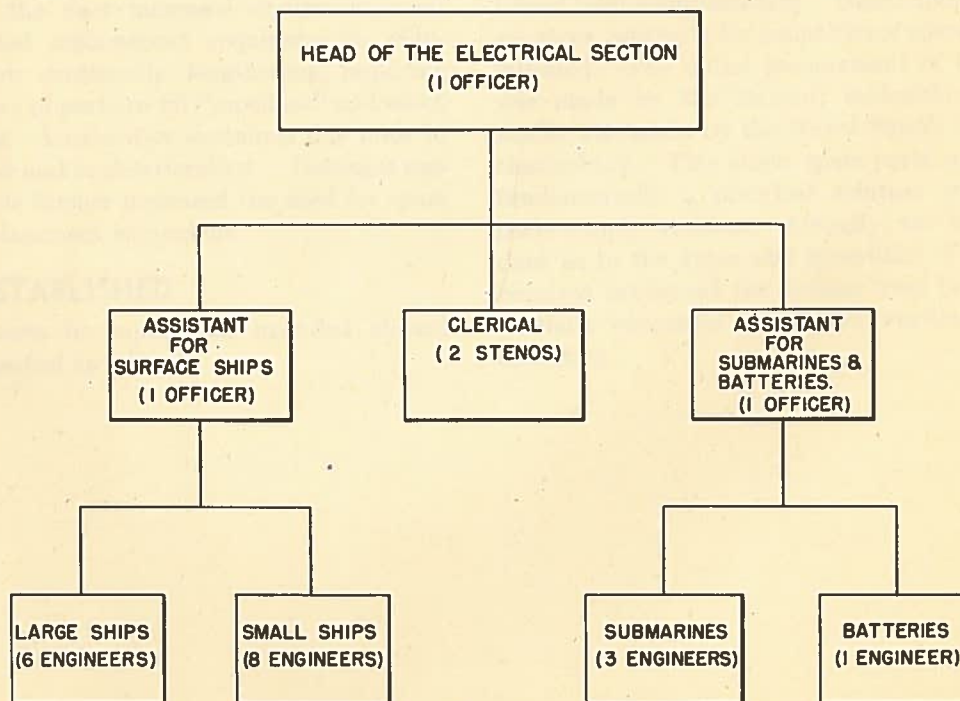 HEAD OF THE ELECTRICAL SECTION
(1 OFFICER)
ASSISTANT
FOR
SURFACE SHIPS
(1 OFFICER)
CLERICAL
(2 STENOS)
ASSISTANT
FOR
SUBMARINES &
BATTERIES.
(1 OFFICER)
LARGE SHIPS
(6 ENGINEERS)
SMALL SHIPS
(8 ENGINEERS)
SUBMARINES
(3 ENGINEERS)
BATTERIES
(1 ENGINEER)